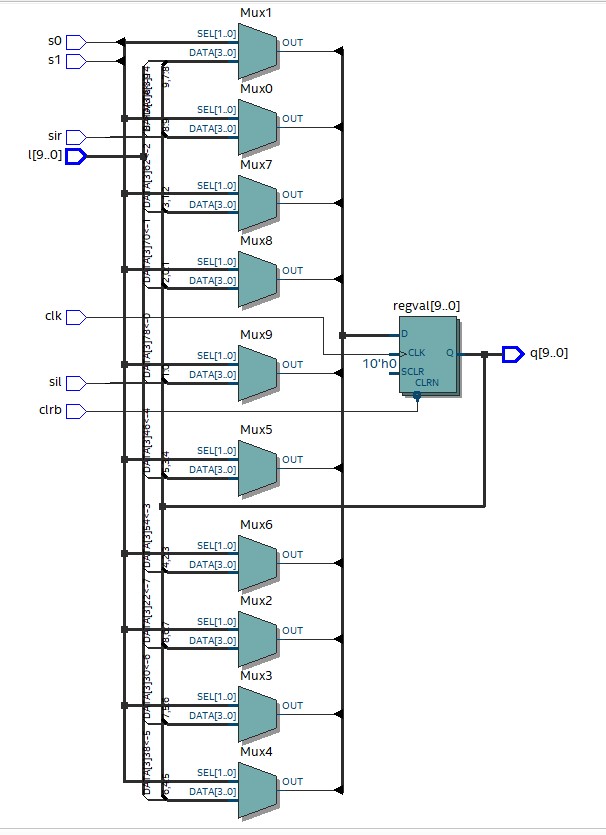 Mux1
s0
SEL[1..0]
OUT
s1
DATA[3..0]
Mux0
SEL[1..0]
OUT
sir
DATA[3..0]
l[9..0]
Mux7
SEL[1..0]
OUT
DATA[3..0]
Mux8
SEL[1..0]
OUT
DATA[3..0]
regval[9..0]
clk
D
Mux9
CLK
Q
q[9..0]
SEL[1..0]
10'h0
OUT
SCLR
sil
DATA[3..0]
CLRN
clrb
Mux5
SEL[1..0]
OUT
DATA[3..0]
Mux6
SEL[1..0]
OUT
DATA[3..0]
Mux2
SEL[1..0]
OUT
DATA[3..0]
Mux3
SEL[1..0]
OUT
DATA[3..0]
Mux4
SEL[1..0]
OUT
DATA[3..0]